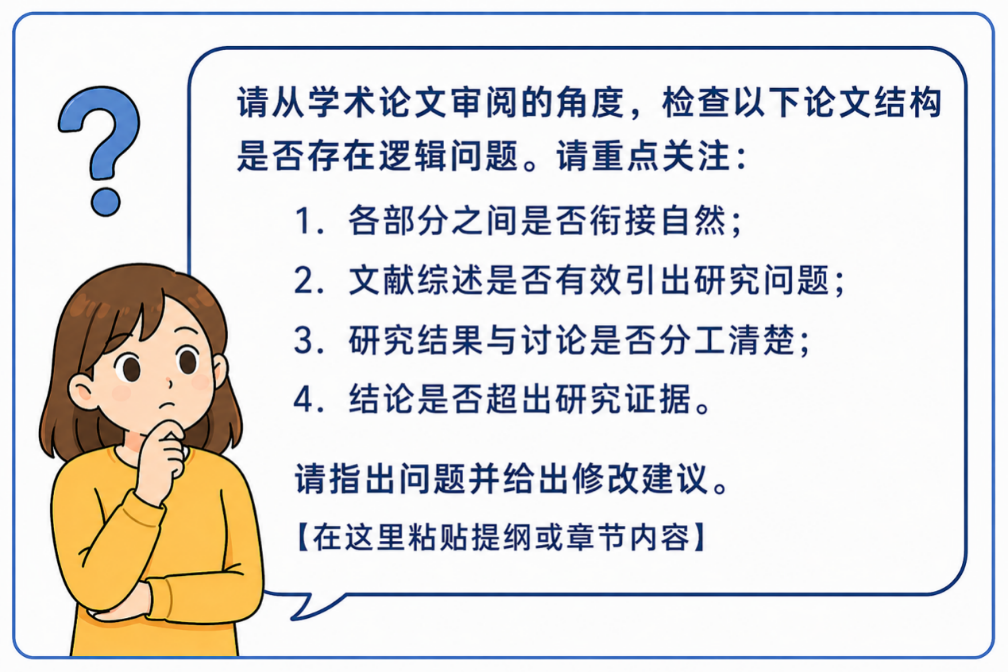 请从学术论文审阅的角度，检查以下论文结构
是否存在逻辑问题。请重点关注：
1. 各部分之间是否衔接自然；
2. 文献综述是否有效引出研究问题；
3. 研究结果与讨论是否分工清楚；
4. 结论是否超出研究证据。
请指出问题并给出修改建议。
【在这里粘贴提纲或章节内容】
?